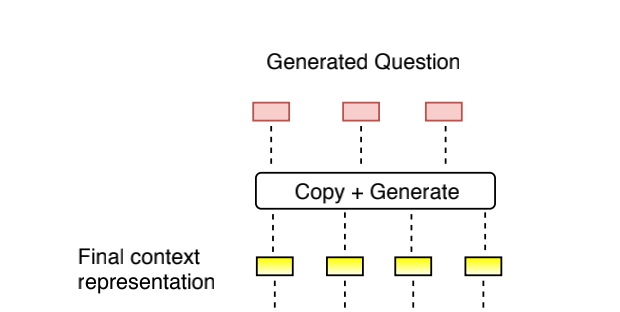 Generated Question
Copy + Generate
Final context
representation